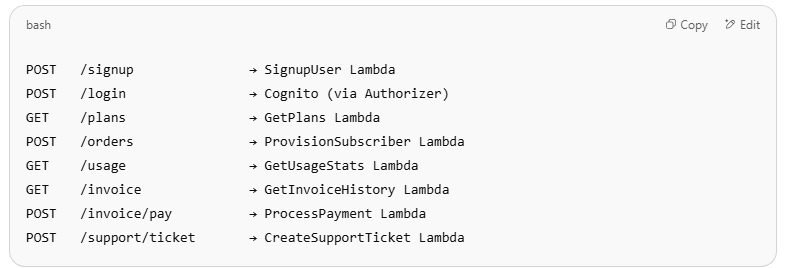 bash Copy Edit
POST /signup → SignupUser Lambda
POST /login → Cognito (via Authorizer)
GET /plans → GetPlans Lambda
POST /orders → ProvisionSubscriber Lambda
GET /usage → GetUsageStats Lambda
GET /invoice → GetInvoiceHistory Lambda
POST /invoice/pay → ProcessPayment Lambda
POST /support/ticket → CreateSupportTicket Lambda